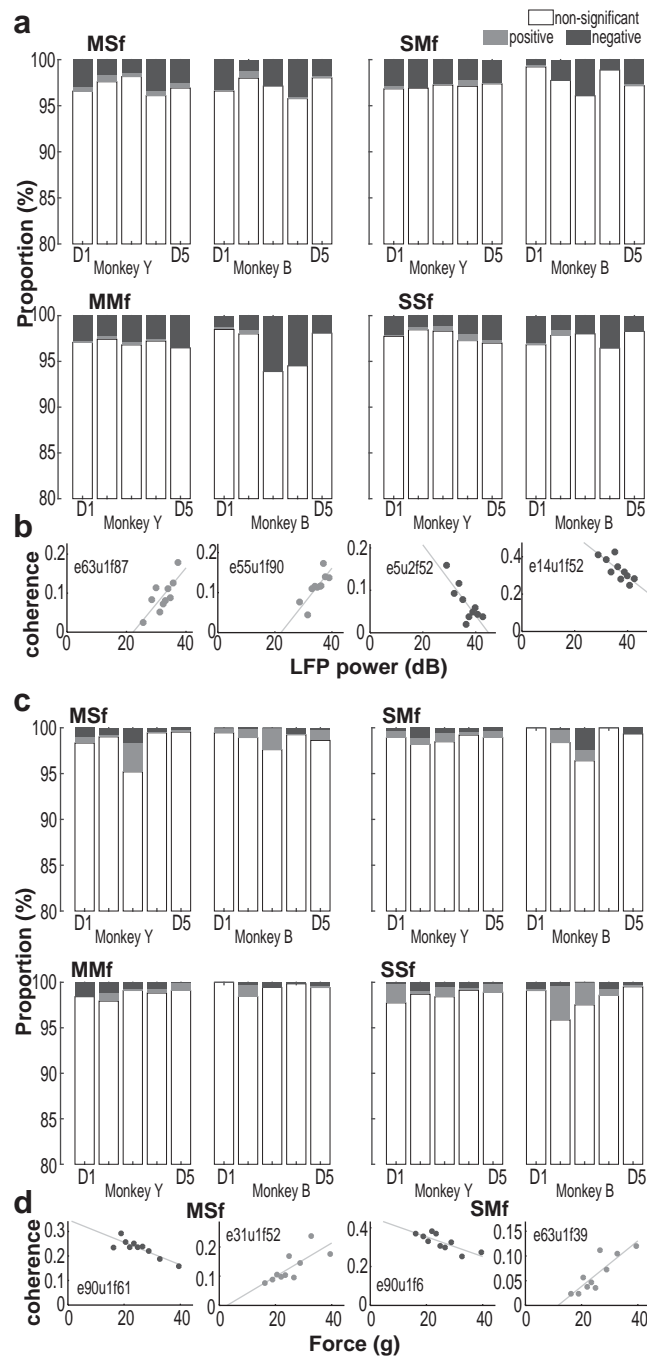 a
non-significant
positive negative
MSf
SMf
Proportion (%)
100 95 90 85 80
D1 D5 D1 D5 D1 D5 D1 D5
Monkey Y Monkey B Monkey Y Monkey B
MMf
SSf
100 95 90 85 80
D1 D5 D1 D5 D1 D5 D1 D5
Monkey Y Monkey B Monkey Y Monkey B
b
coherence
0.2 0.1 0
e63u1f87
0 20 40
0.2 0.1 0
e55u1f90
0 20 40
0.2 0.1 0
e5u2f52
0 20 40
0.4 0.2 0
e14u1f52
0 20 40
LFP power (dB)
c
MSf
SMf
Proportion (%)
100 95 90 85 80
D1 D5 D1 D5 D1 D5 D1 D5
Monkey Y Monkey B Monkey Y Monkey B
MMf
SSf
100 95 90 85 80
D1 D5 D1 D5 D1 D5 D1 D5
Monkey Y Monkey B Monkey Y Monkey B
d
MSf
SMf
coherence
0.3 0.2 0.1 0
e90u1f61
0 20 40
0.2 0.1 0
e31u1f52
0 20 40
0.4 0.2 0
e90u1f6
0 20 40
0.15 0.10 0.05 0
e63u1f39
0 20 40
Force (g)